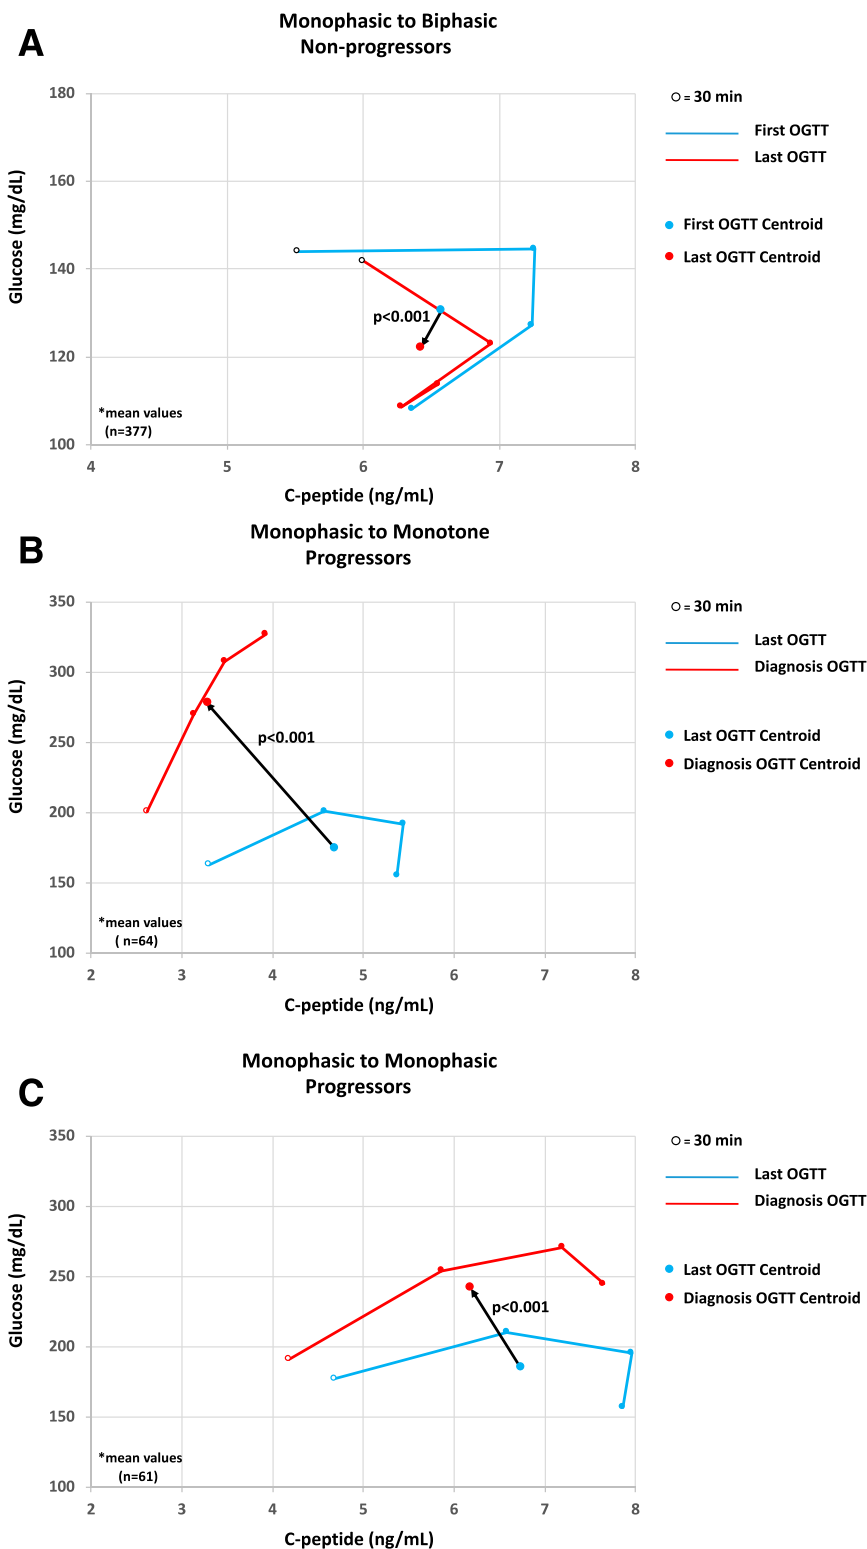 A
Monophasic to Biphasic
Non-progressors
180
160
140
120
100
4
5
6
7
8
Glucose (mg/dL)
C-peptide (ng/mL)
p<0.001
*mean values
(n=377)
= 30 min
First OGTT
Last OGTT
First OGTT Centroid
Last OGTT Centroid
B
Monophasic to Monotone
Progressors
350
300
250
200
150
100
2
3
4
5
6
7
8
Glucose (mg/dL)
C-peptide (ng/mL)
p<0.001
*mean values
( n=64)
= 30 min
Last OGTT
Diagnosis OGTT
Last OGTT Centroid
Diagnosis OGTT Centroid
C
Monophasic to Monophasic
Progressors
350
300
250
200
150
100
2
3
4
5
6
7
8
Glucose (mg/dL)
C-peptide (ng/mL)
p<0.001
*mean values
(n=61)
= 30 min
Last OGTT
Diagnosis OGTT
Last OGTT Centroid
Diagnosis OGTT Centroid